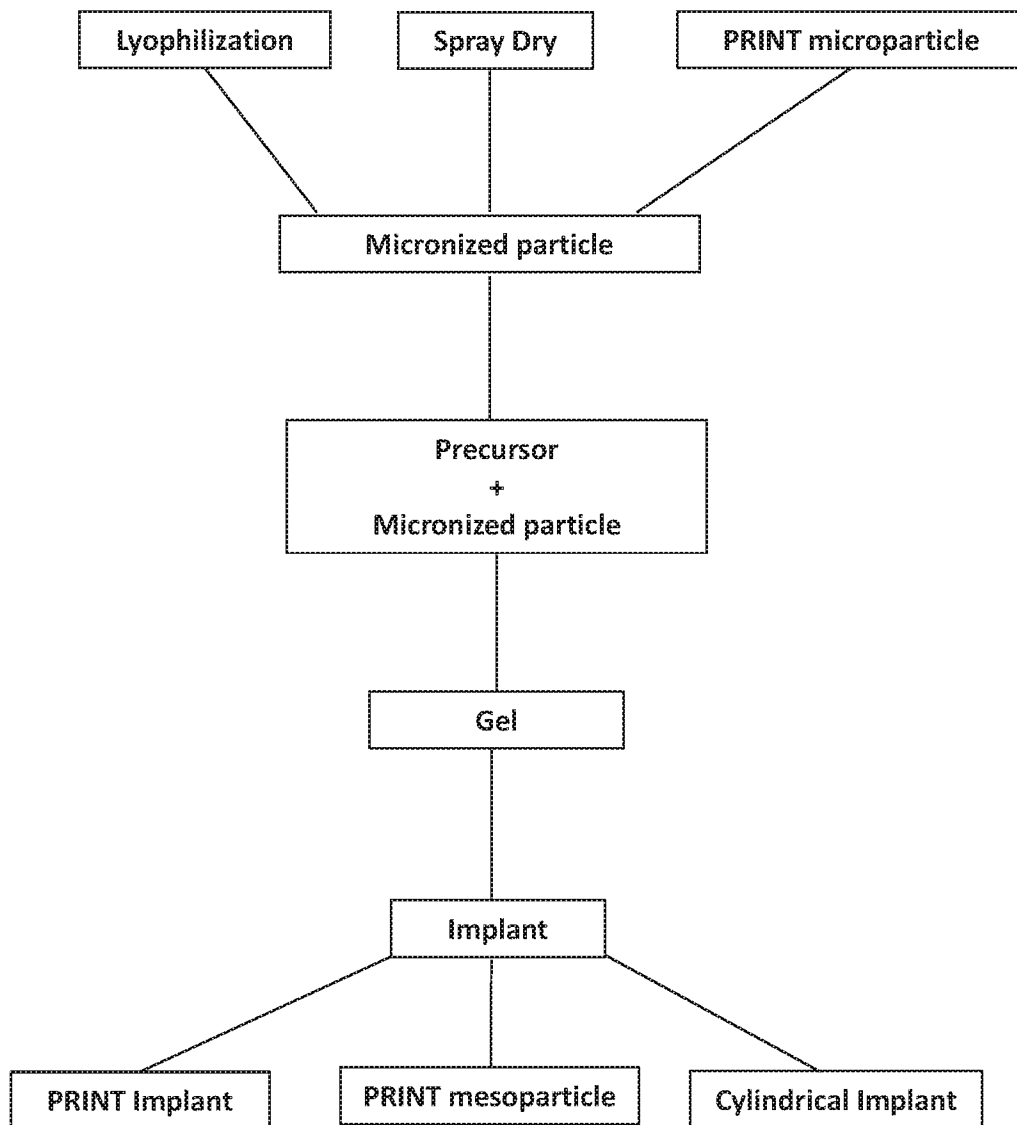 Lyophilization
Spray Dry
PRINT microparticle
Micronized particle
Precursor
+
Micronized particle
Gel
Implant
PRINT Implant
PRINT mesoparticle
Cylindrical Implant